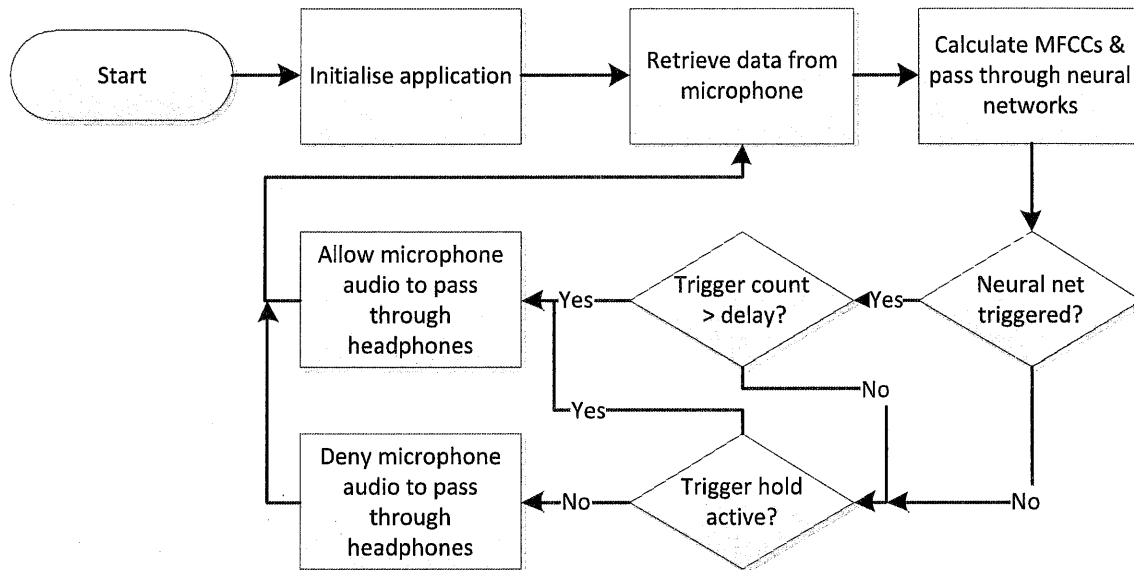 Start
Initialise application
Retrieve data from
microphone
Calculate MFCCs &
pass through neural
networks
Neural net
triggered?
Yes
Trigger count
> delay?
Yes
Allow microphone
audio to pass
through
headphones
No
Yes
No
Trigger hold
active?
No
Deny microphone
audio to pass
through
headphones